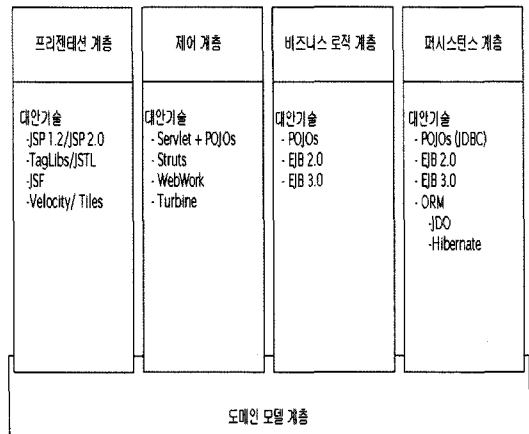 프리젠테션 계층
제어 계층
비즈니스 로직 계층
퍼시스턴스 계층
대안기술
-JSP 1.2/JSP 2.0
-TagLibs/JSTL
-JSF
-Velocity/ Tiles
대안기술
- Servlet + POJOs
- Struts
- WebWork
- Turbine
대안기술
- POJOs
- EJB 2.0
- EJB 3.0
대안기술
- POJOs (JDBC)
- EJB 2.0
- EJB 3.0
- ORM
-JDO
-Hibernate
도메인 모델 계층